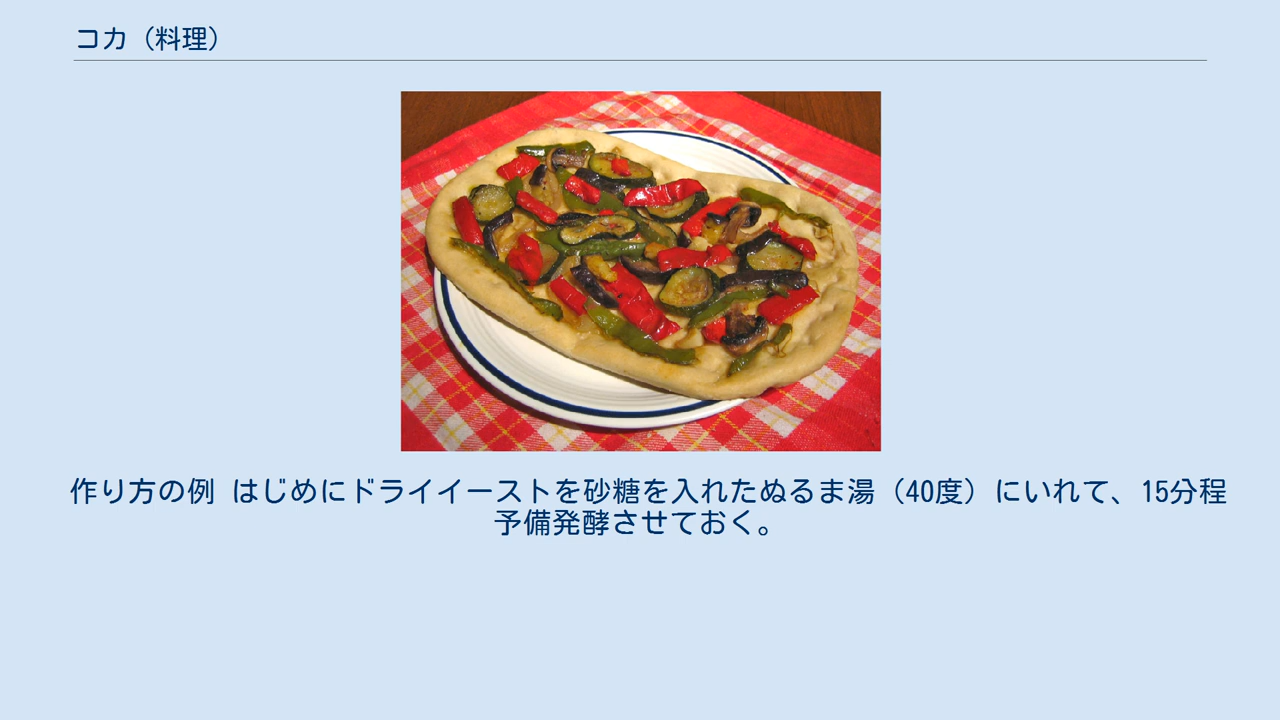 コカ（料理）
作り方の例 はじめにドライイーストを砂糖を入れたぬるま湯（40度）にいれて、15分程
予備発酵させておく。